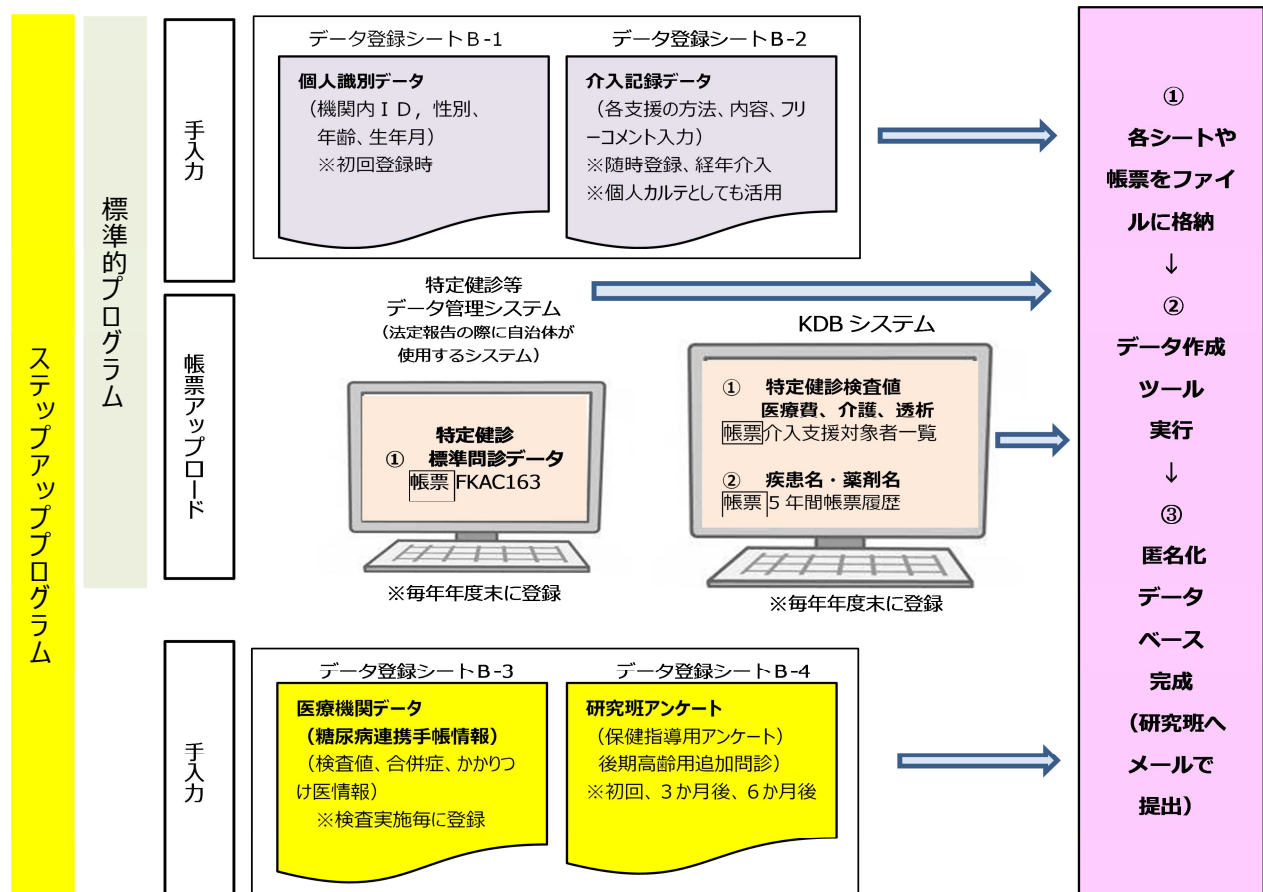 ステップアッププログラム
標準的プログラム
手入力
データ登録シートB-1
個人識別データ
（機関内ID，性別、
年齢、生年月）
※初回登録時
データ登録シートB-2
介入記録データ
（各支援の方法、内容、フリ
ーコメント入力）
※随時登録、経年介入
※個人カルテとしても活用
帳票アップロード
特定健診等
データ管理システム
（法定報告の際に自治体が
使用するシステム）
特定健診
① 標準問診データ
帳票 FKAC163
※毎年年度末に登録
KDB システム
① 特定健診検査値
医療費、介護、透析
帳票 介入支援対象者一覧
② 疾患名・薬剤名
帳票 5 年間帳票履歴
※毎年年度末に登録
手入力
データ登録シートB-3
医療機関データ
（糖尿病連携手帳情報）
（検査値、合併症、かかりつ
け医情報）
※検査実施毎に登録
データ登録シートB-4
研究班アンケート
（保健指導用アンケート）
後期高齢用追加問診）
※初回、3か月後、6か月後
①
各シートや
帳票をファイ
ルに格納
↓
②
データ作成
ツール
実行
↓
③
匿名化
データ
ベース
完成
（研究班へ
メールで
提出）